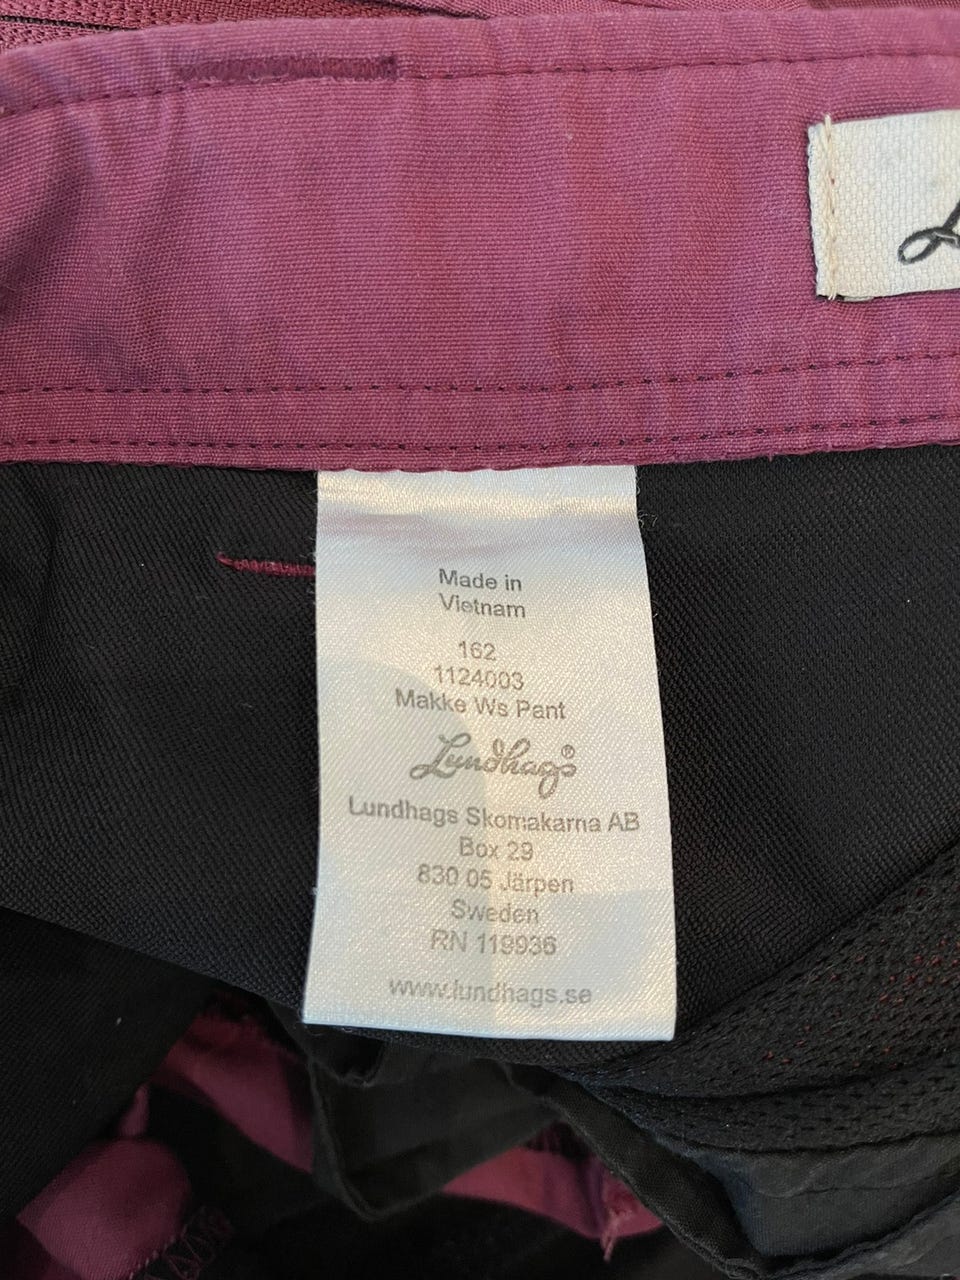 Made in
Vietnam
162
1124003
Makke Ws Pant
Lundhags®
Lundhags Skomakarna AB
Box 29
830 05 Järpen
Sweden
RN 119936
www.lundhags.se